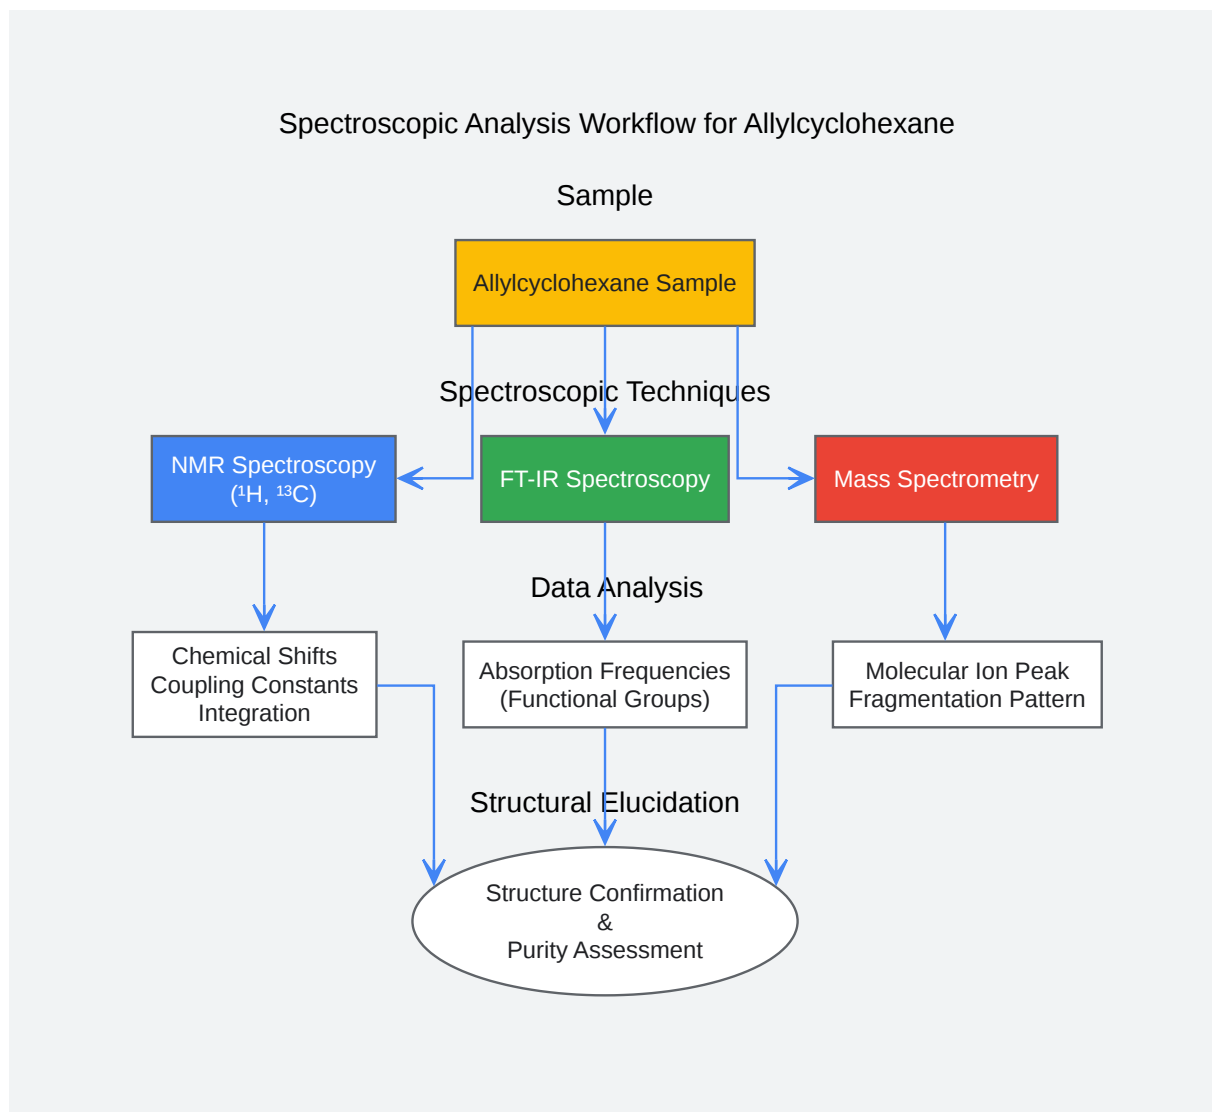 Spectroscopic Analysis Workflow for Allylcyclohexane
Sample
Allylcyclohexane Sample
Spectroscopic Techniques
NMR Spectroscopy
(¹H, ¹³C)
FT-IR Spectroscopy
Mass Spectrometry
Data Analysis
Chemical Shifts
Coupling Constants
Integration
Absorption Frequencies
(Functional Groups)
Molecular Ion Peak
Fragmentation Pattern
Structural Elucidation
Structure Confirmation
&
Purity Assessment